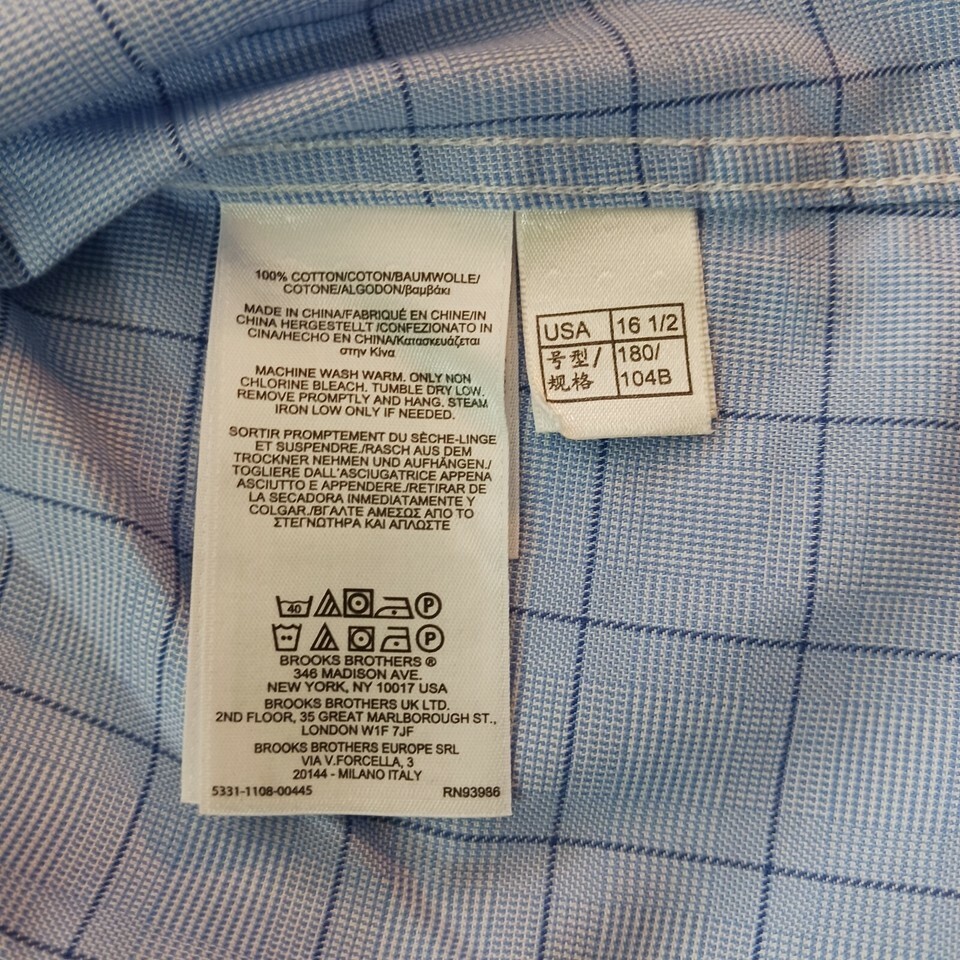 100% COTTON/COTON/BAUMWOLLE/
COTONE/ALGODON/βαμβάκι
MADE IN CHINA/FABRIQUÉ EN CHINE/IN
CHINA HERGESTELLT /CONFEZIONATO IN
CINA/HECHO EN CHINA/Κατασκευάζεται
στην Κίνα
MACHINE WASH WARM. ONLY NON
CHLORINE BLEACH. TUMBLE DRY LOW.
REMOVE PROMPTLY AND HANG. STEAM
IRON LOW ONLY IF NEEDED.
SORTIR PROMPTEMENT DU SÈCHE-LINGE
ET SUSPENDRE./RASCH AUS DEM
TROCKNER NEHMEN UND AUFHÄNGEN./
TOGLIERE DALL'ASCIUGATRICE APPENA
ASCIUTTO E APPENDERE./RETIRAR DE
LA SECADORA INMEDIATAMENTE Y
COLGAR./ΒΓΑΛΤΕ ΑΜΕΣΩΣ ΑΠΟ ΤΟ
ΣΤΕΓΝΩΤΗΡΑ ΚΑΙ ΑΠΛΩΣΤΕ
40 P
P
BROOKS BROTHERS ®
346 MADISON AVE.
NEW YORK, NY 10017 USA
BROOKS BROTHERS UK LTD.
2ND FLOOR, 35 GREAT MARLBOROUGH ST.,
LONDON W1F 7JF
BROOKS BROTHERS EUROPE SRL
VIA V.FORCELLA, 3
20144 - MILANO ITALY
5331-1108-00445 RN93986
USA 16 1/2
号型/ 180/
规格 104B